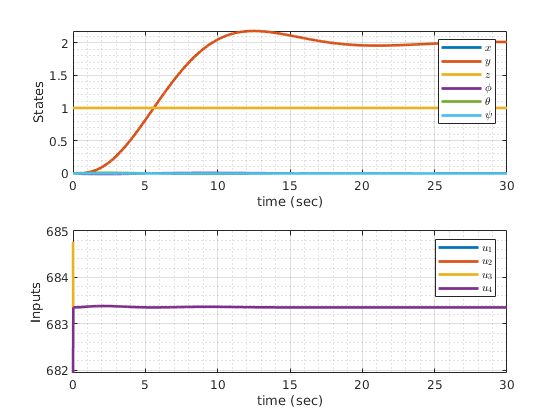 States
2
1.5
1
0.5
0
x
y
z
ϕ
θ
ψ
0 5 10 15 20 25 30
time (sec)
Inputs
685
684
683
682
u₁
u₂
u₃
u₄
0 5 10 15 20 25 30
time (sec)